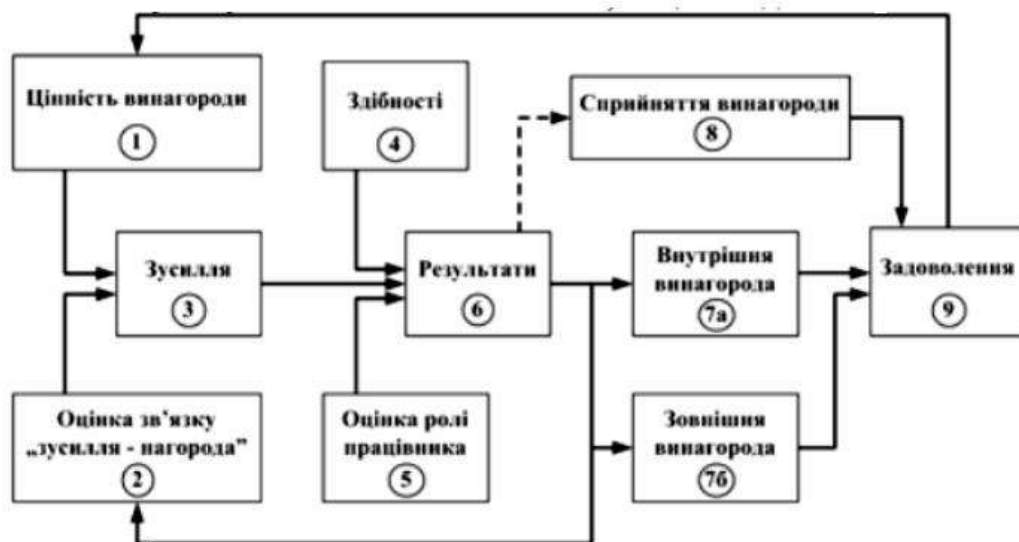 Цінність винагороди
1
Здібності
4
Сприйняття винагороди
8
Зусилля
3
Результати
6
Внутрішня
винагорода
7а
Задоволення
9
Оцінка зв’язку
„зусилля - нагорода”
2
Оцінка ролі
працівника
5
Зовнішня
винагорода
7б